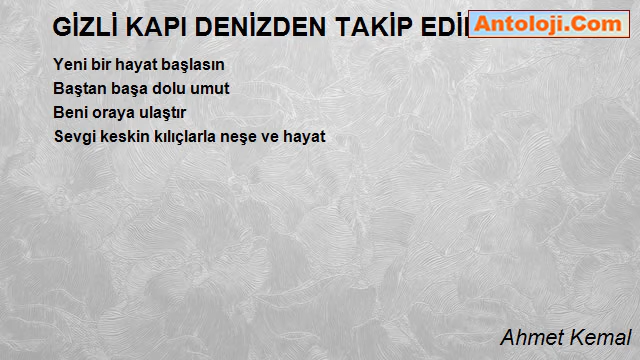 GİZLİ KAPI DENİZDEN TAKİP
Antoloji.Com
Yeni bir hayat başlasın
Baştan başa dolu umut
Beni oraya ulaştır
Sevgi keskin kılıçlarla neşe ve hayat
Ahmet Kemal